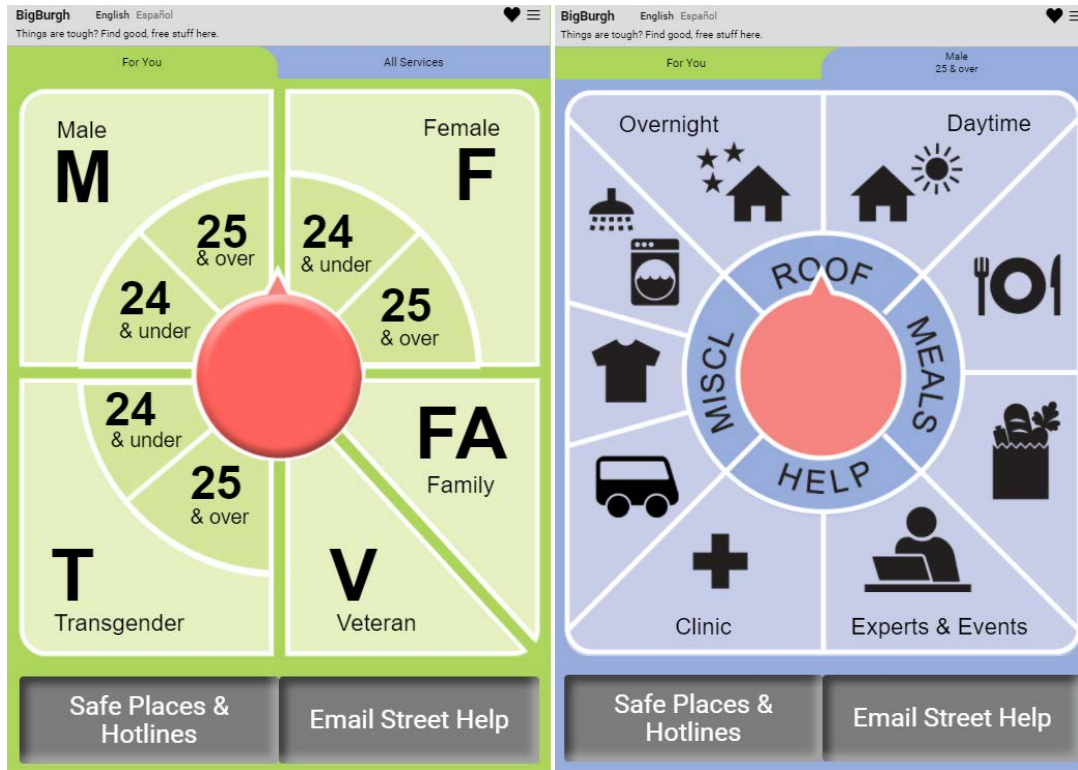 BigBurgh English Español
Things are tough? Find good, free stuff here.
For You
All Services
Male
M
Female
F
25
& over
24
& under
24
& under
25
& over
24
& under
25
& over
FA
Family
T
Transgender
V
Veteran
Safe Places &
Hotlines
Email Street Help
BigBurgh English Español
Things are tough? Find good, free stuff here.
For You
Male
25 & over
Overnight
Daytime
ROOF
MEALS
MISCL
HELP
Clinic
Experts & Events
Safe Places &
Hotlines
Email Street Help